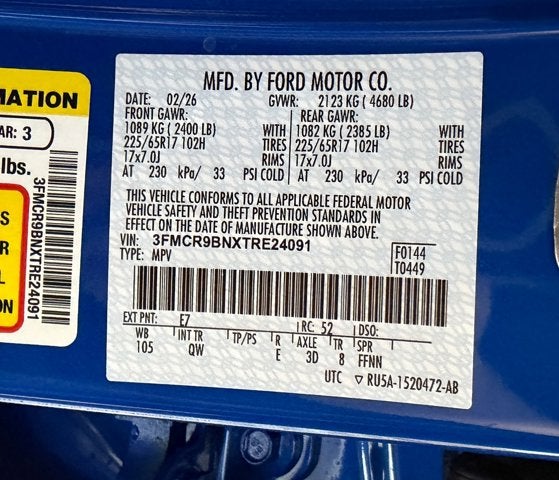 MFD. BY FORD MOTOR CO.
DATE: 02/26 GVWR: 2123 KG ( 4680 LB)
FRONT GAWR: REAR GAWR:
1089 KG ( 2400 LB) WITH 1082 KG ( 2385 LB) WITH
225/65R17 102H TIRES 225/65R17 102H TIRES
17x7.0J RIMS 17x7.0J RIMS
AT 230 kPa/ 33 PSI COLD AT 230 kPa/ 33 PSI COLD
THIS VEHICLE CONFORMS TO ALL APPLICABLE FEDERAL MOTOR
VEHICLE SAFETY AND THEFT PREVENTION STANDARDS IN
EFFECT ON THE DATE OF MANUFACTURE SHOWN ABOVE.
VIN: 3FMCR9BNXTRE24091
TYPE: MPV
F0144
T0449
EXT PNT: E7 RC: 52 DSO:
WB INT TR TP/PS R AXLE TR SPR
105 QW E 3D 8 FFNN
UTC ▽ RU5A-1520472-AB
MATION
AR: 3
lbs.
3FMCR9BNXTRE24091
S
R
L
ON